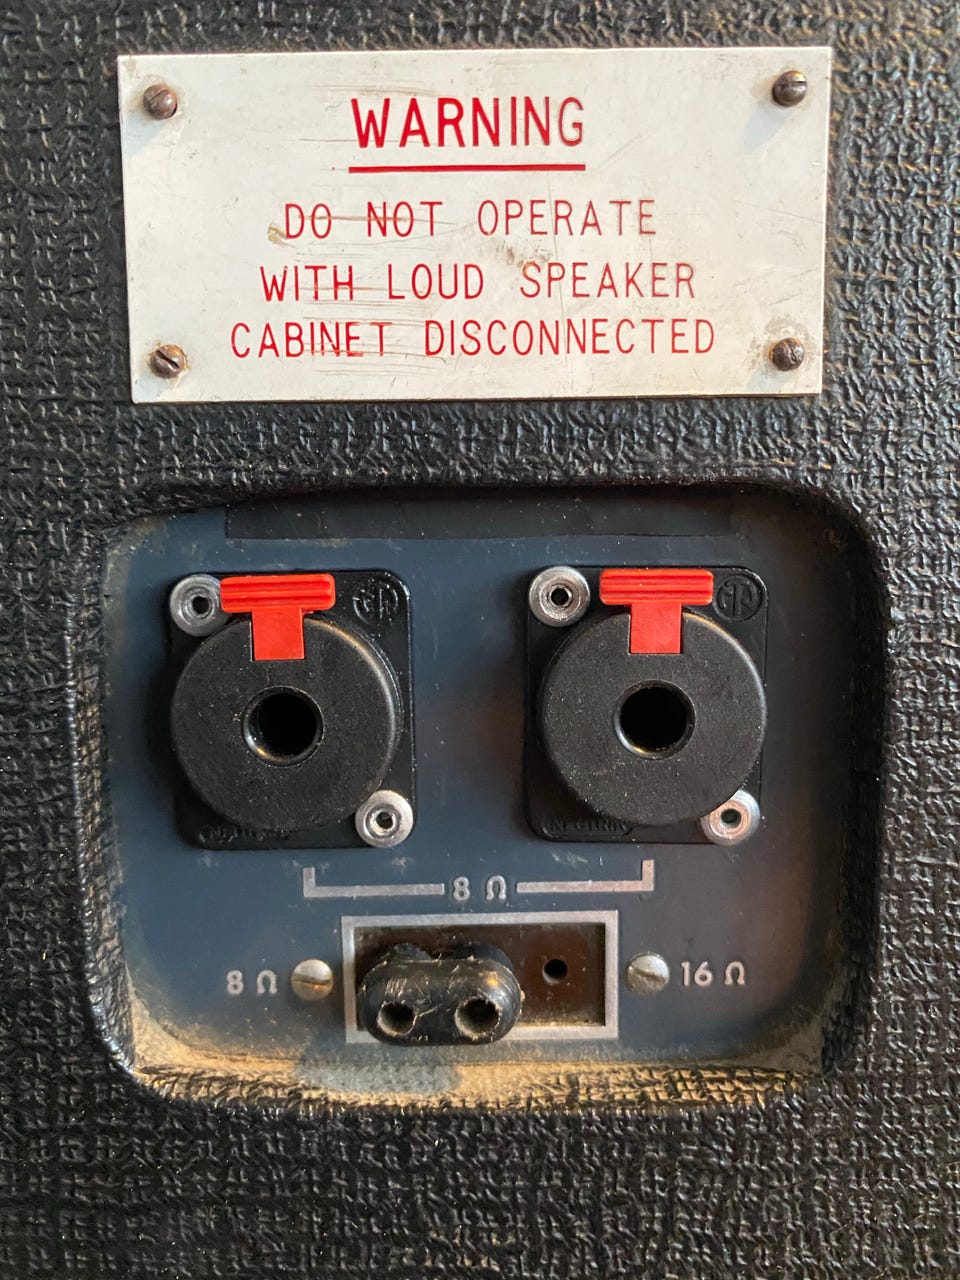 WARNING
DO NOT OPERATE
WITH LOUD SPEAKER
CABINET DISCONNECTED
8 Ω
8 Ω
16 Ω